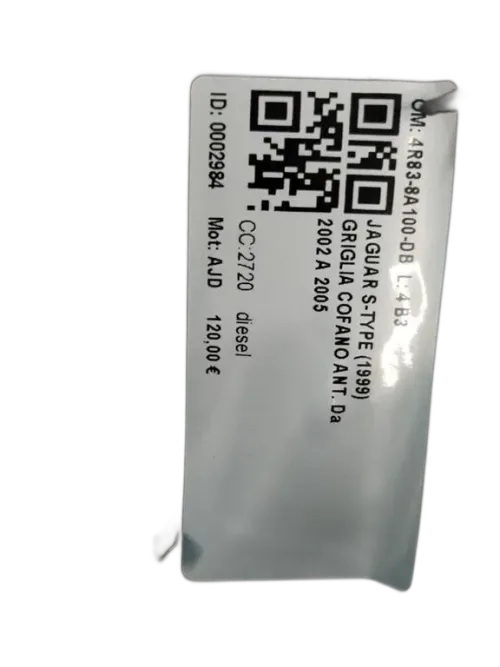 OM: 4R83-8A100-DB L: 4 B3
JAGUAR S-TYPE (1999)
GRIGLIA COFANO ANT. Da
2002 A 2005
CC:2720 diesel
ID: 0002984 Mot: AJD 120,00 €